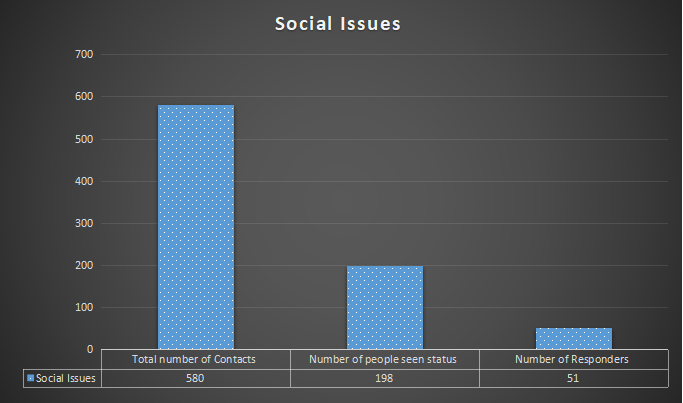 Social Issues
700
600
500
400
300
200
100
0
Total number of Contacts Number of people seen status Number of Responders
Social Issues 580 198 51